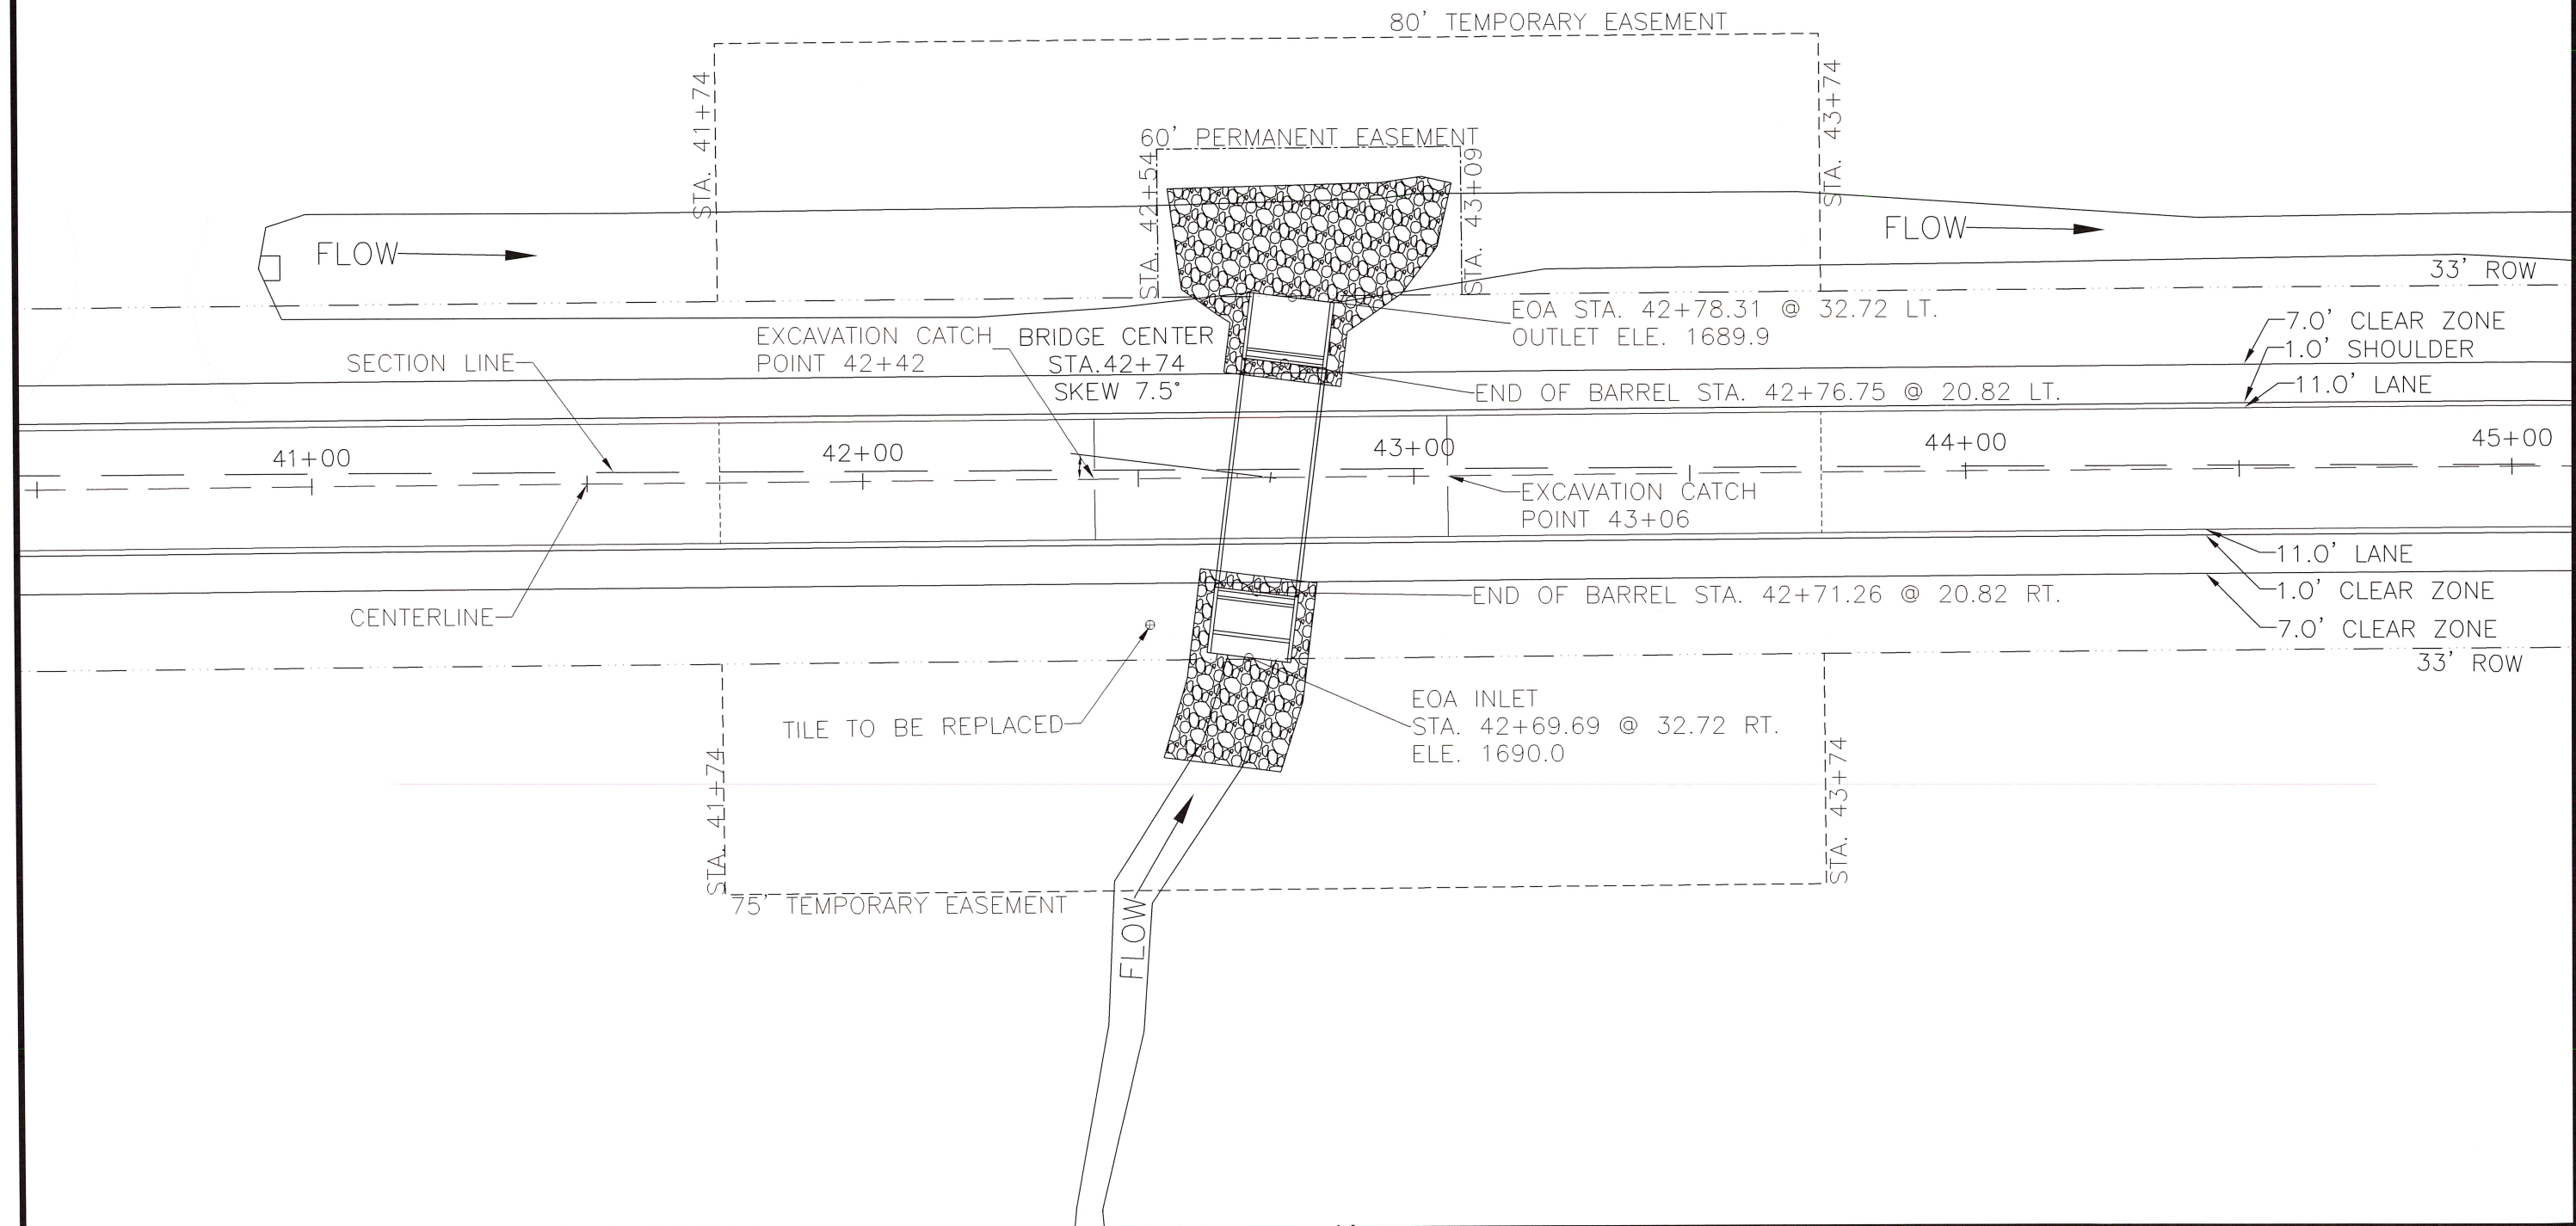 80' TEMPORARY EASEMENT
STA. 41+74
STA. 43+74
60' PERMANENT EASEMENT
STA. 42+54
STA. 43+09
FLOW
FLOW
33' ROW
EOA STA. 42+78.31 @ 32.72 LT.
OUTLET ELE. 1689.9
7.0' CLEAR ZONE
1.0' SHOULDER
11.0' LANE
SECTION LINE
EXCAVATION CATCH
POINT 42+42
BRIDGE CENTER
STA.42+74
SKEW 7.5°
END OF BARREL STA. 42+76.75 @ 20.82 LT.
41+00
42+00
43+00
44+00
45+00
EXCAVATION CATCH
POINT 43+06
11.0' LANE
1.0' CLEAR ZONE
7.0' CLEAR ZONE
END OF BARREL STA. 42+71.26 @ 20.82 RT.
CENTERLINE
33' ROW
TILE TO BE REPLACED
EOA INLET
STA. 42+69.69 @ 32.72 RT.
ELE. 1690.0
STA. 41+74
STA. 43+74
75' TEMPORARY EASEMENT
FLOW